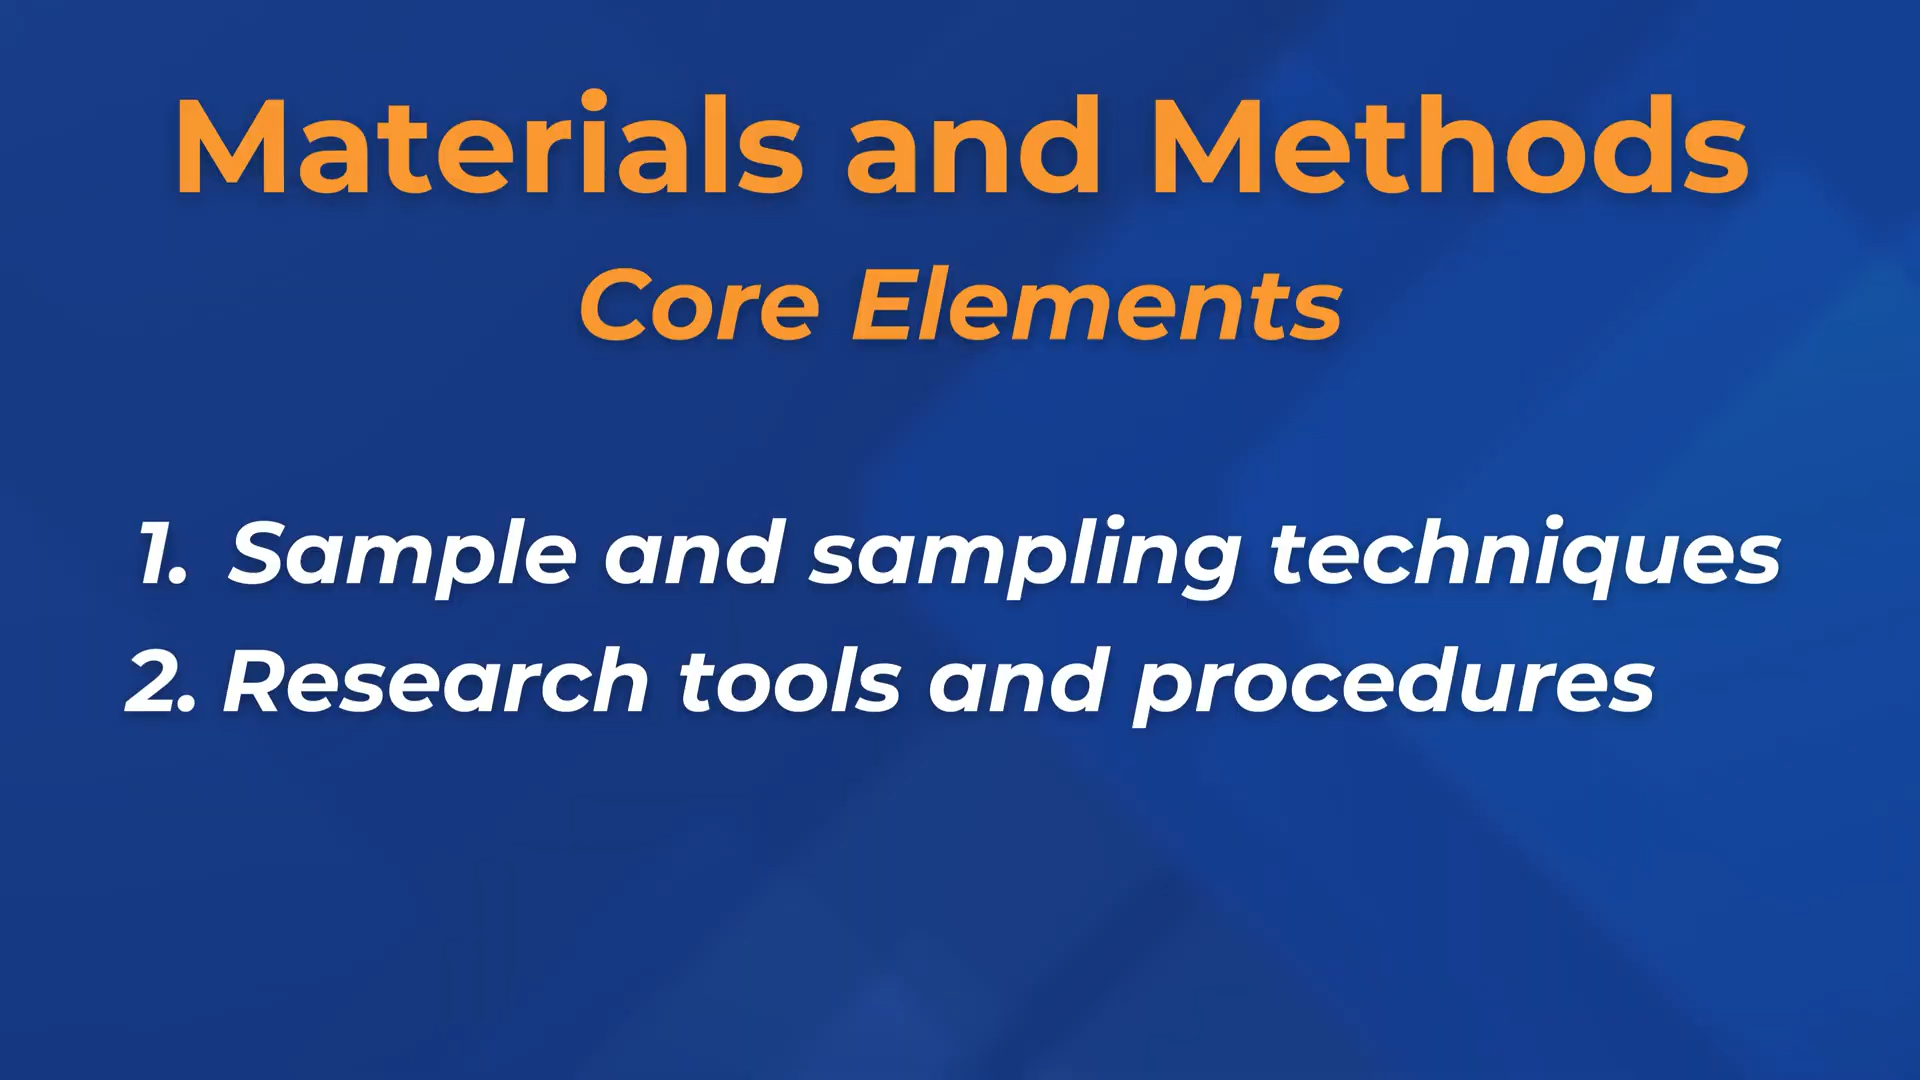 Materials and Methods
Core Elements
1. Sample and sampling techniques
2. Research tools and procedures